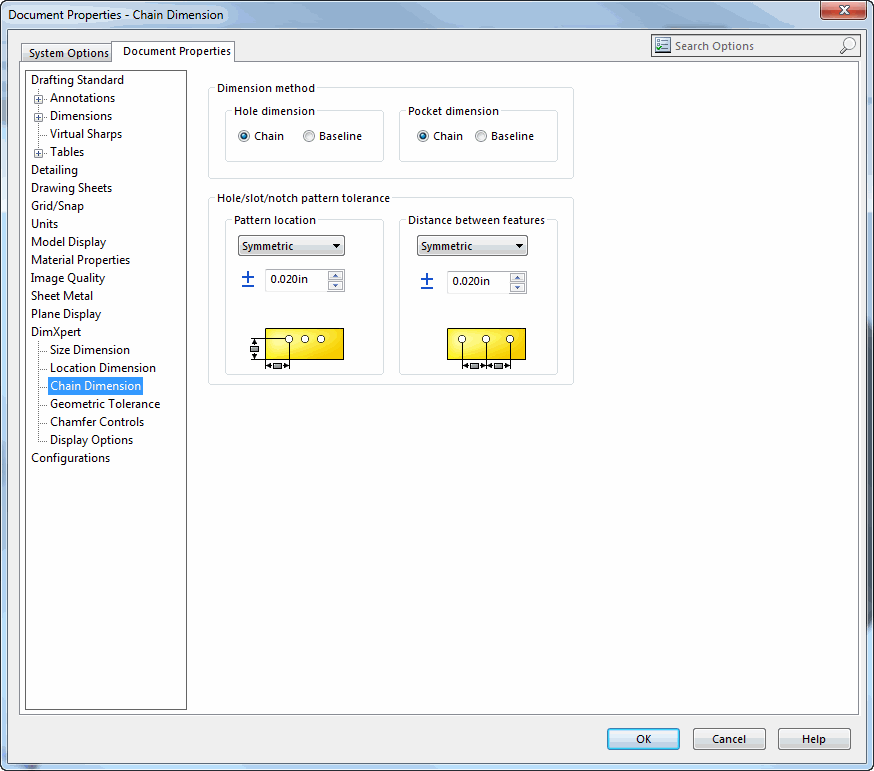 Document Properties - Chain Dimension
System Options
Document Properties
Search Options
Drafting Standard
Annotations
Dimensions
Virtual Sharps
Tables
Detailing
Drawing Sheets
Grid/Snap
Units
Model Display
Material Properties
Image Quality
Sheet Metal
Plane Display
DimXpert
Size Dimension
Location Dimension
Chain Dimension
Geometric Tolerance
Chamfer Controls
Display Options
Configurations
Dimension method
Hole dimension
Chain Baseline
Pocket dimension
Chain Baseline
Hole/slot/notch pattern tolerance
Pattern location
Symmetric
± 0.020in
Distance between features
Symmetric
± 0.020in
OK Cancel Help